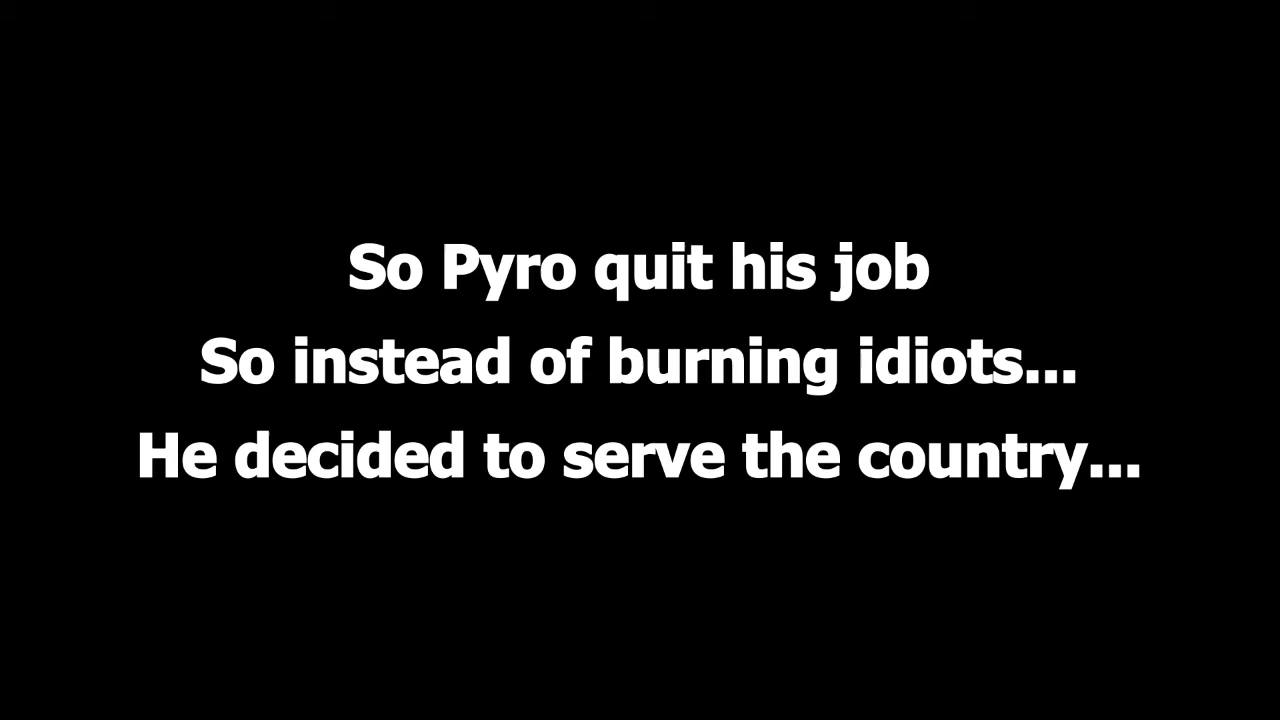 So Pyro quit his job
So instead of burning idiots...
He decided to serve the country...